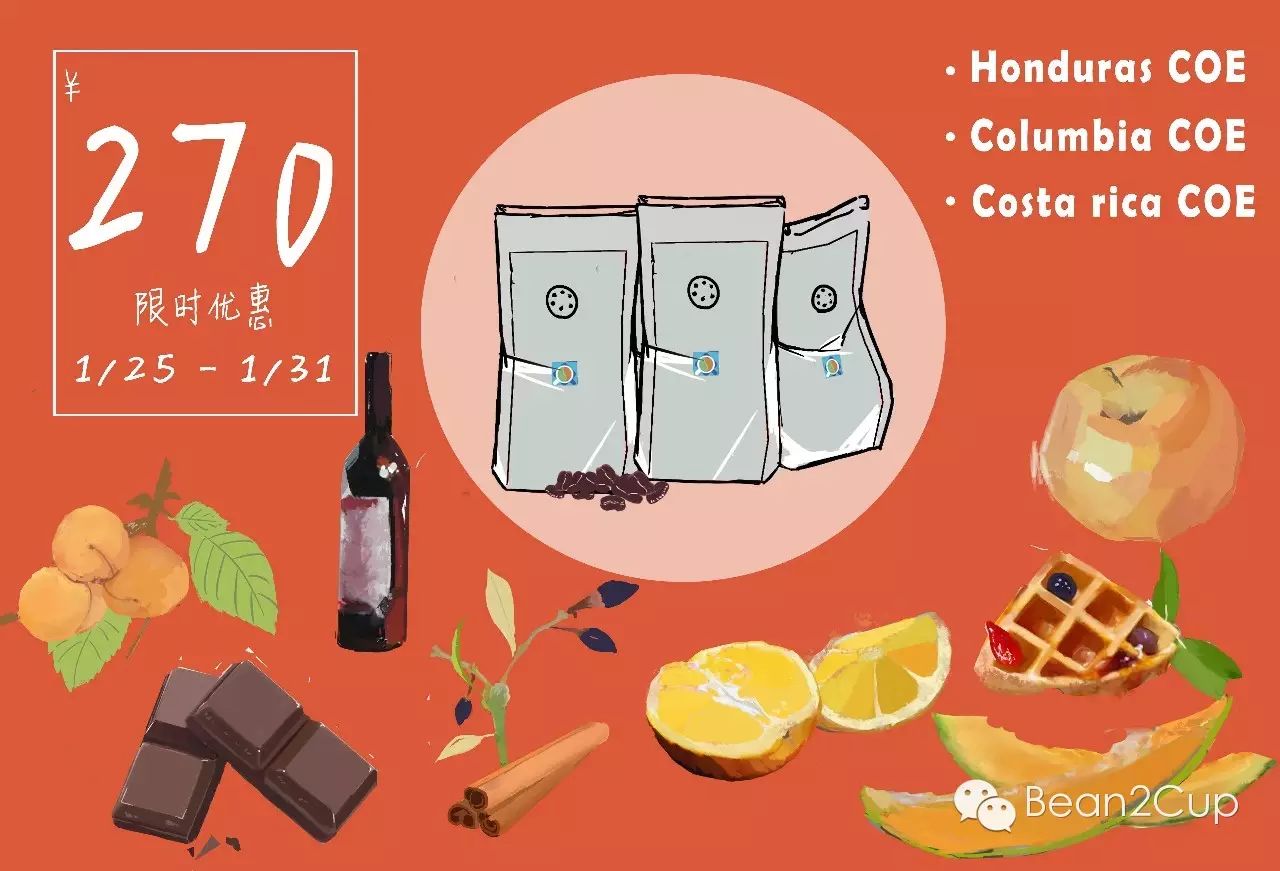 ¥
270
限时优惠
1/25 - 1/31
• Honduras COE
• Columbia COE
• Costa rica COE
Bean2Cup